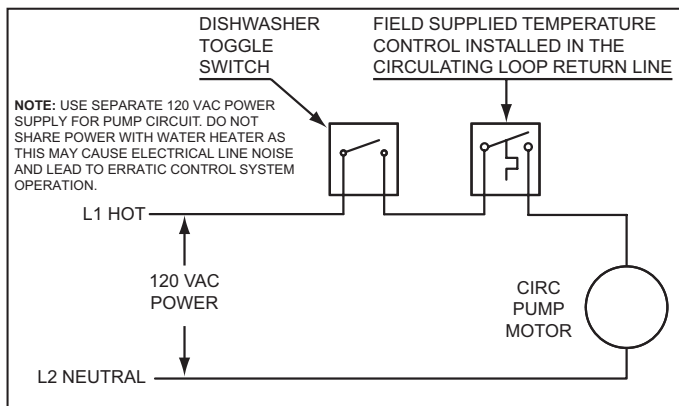 DISHWASHER
TOGGLE
SWITCH
FIELD SUPPLIED TEMPERATURE
CONTROL INSTALLED IN THE
CIRCULATING LOOP RETURN LINE
NOTE: USE SEPARATE 120 VAC POWER
SUPPLY FOR PUMP CIRCUIT. DO NOT
SHARE POWER WITH WATER HEATER AS
THIS MAY CAUSE ELECTRICAL LINE NOISE
AND LEAD TO ERRATIC CONTROL SYSTEM
OPERATION.
L1 HOT
120 VAC
POWER
CIRC
PUMP
MOTOR
L2 NEUTRAL